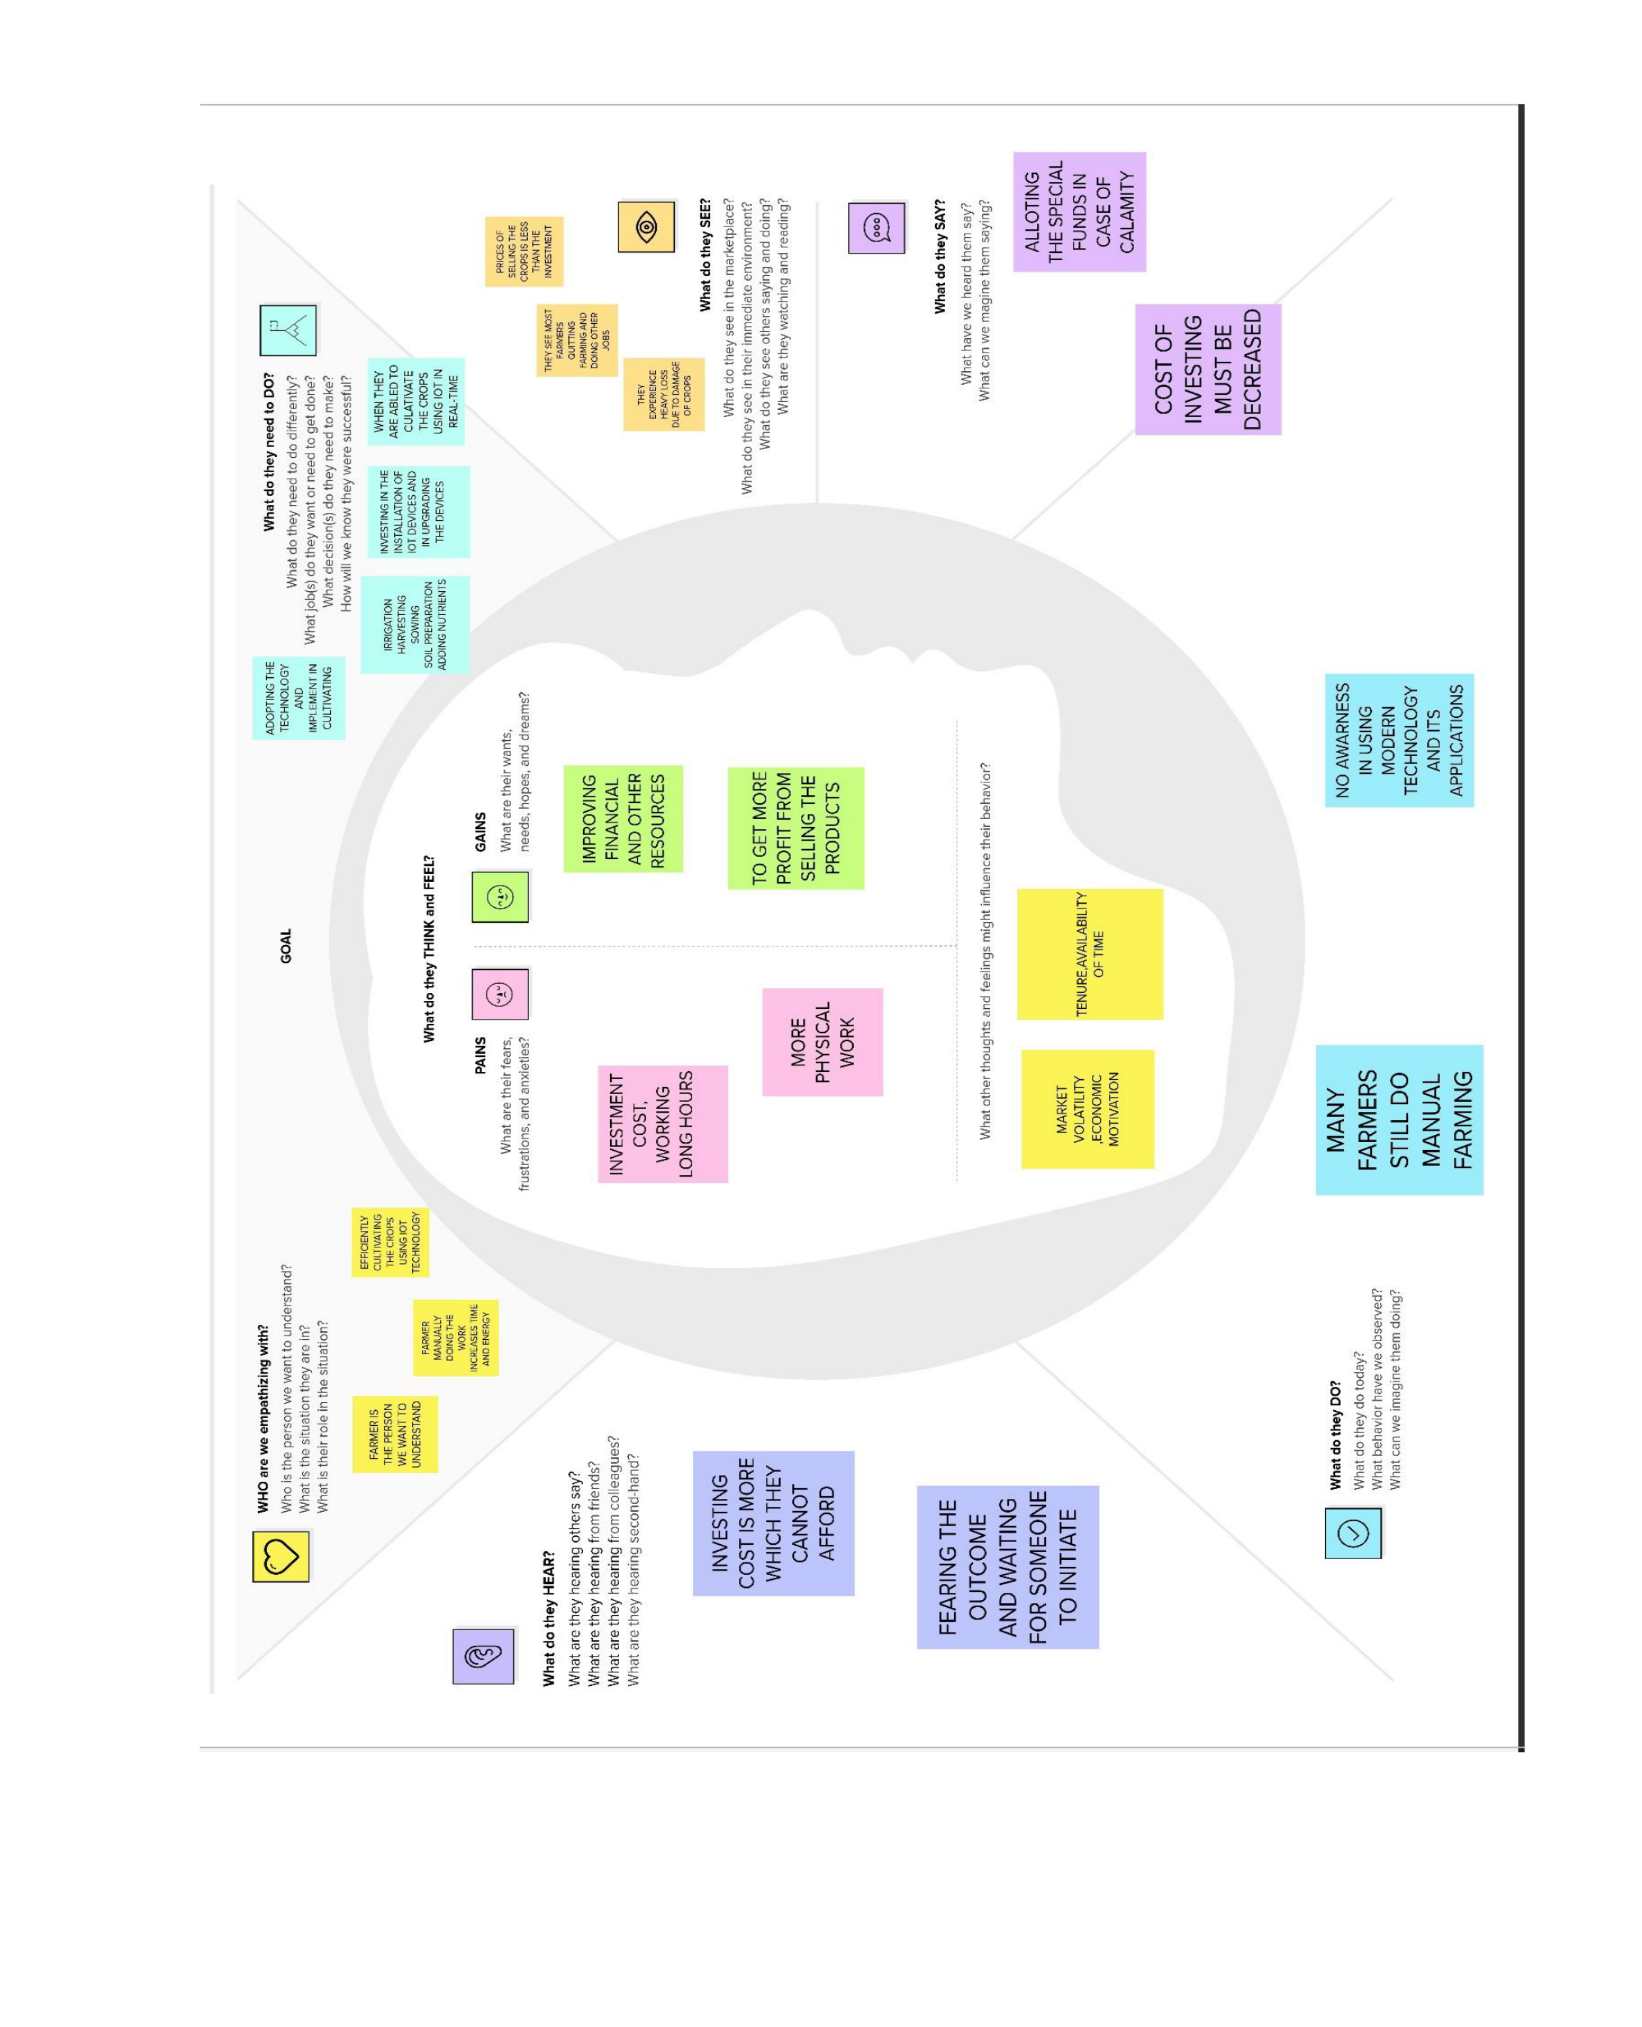 GOAL
WHO are we empathizing with?
Who is the person we want to understand?
What is the situation they are in?
What is their role in the situation?
FARMER IS
THE PERSON
WE WANT TO
UNDERSTAND
FARMER
MANUALLY
DOING THE
WORK
INCREASES TIME
AND ENERGY
EFFICIENTLY
CULTIVATING
THE CROPS
USING IOT
TECHNOLOGY
What do they need to DO?
What do they need to do differently?
What job(s) do they want or need to get done?
What decision(s) do they need to make?
How will we know they were successful?
ADOPTING THE
TECHNOLOGY
AND
IMPLEMENT IN
CULTIVATING
IRRIGATION
HARVESTING
SOWING
SOIL PREPARATION
ADDING NUTRIENTS
INVESTING IN THE
INSTALLATION OF
IOT DEVICES AND
IN UPGRADING
THE DEVICES
WHEN THEY
ARE ABLED TO
CULATIVATE
THE CROPS
USING IOT IN
REAL-TIME
What do they SEE?
What do they see in the marketplace?
What do they see in their immediate environment?
What do they see others saying and doing?
What are they watching and reading?
PRICES OF
SELLING THE
CROPS IS LESS
THAN THE
INVESTMENT
THEY SEE MOST
FARMERS
QUITTING
FARMING AND
DOING OTHER
JOBS
THEY
EXPERIENCE
HEAVY LOSS
DUE TO DAMAGE
OF CROPS
What do they SAY?
What have we heard them say?
What can we magine them saying?
ALLOTING
THE SPECIAL
FUNDS IN
CASE OF
CALAMITY
COST OF
INVESTING
MUST BE
DECREASED
What do they DO?
What do they do today?
What behavior have we observed?
What can we imagine them doing?
MANY
FARMERS
STILL DO
MANUAL
FARMING
NO AWARNESS
IN USING
MODERN
TECHNOLOGY
AND ITS
APPLICATIONS
What do they HEAR?
What are they hearing others say?
What are they hearing from friends?
What are they hearing from colleagues?
What are they hearing second-hand?
INVESTING
COST IS MORE
WHICH THEY
CANNOT
AFFORD
FEARING THE
OUTCOME
AND WAITING
FOR SOMEONE
TO INITIATE
What do they THINK and FEEL?
PAINS
What are their fears,
frustrations, and anxieties?
INVESTMENT
COST,
WORKING
LONG HOURS
MORE
PHYSICAL
WORK
GAINS
What are their wants,
needs, hopes, and dreams?
IMPROVING
FINANCIAL
AND OTHER
RESOURCES
TO GET MORE
PROFIT FROM
SELLING THE
PRODUCTS
What other thoughts and feelings might influence their behavior?
MARKET
VOLATILITY
,ECONOMIC
MOTIVATION
TENURE,AVAILABILITY
OF TIME